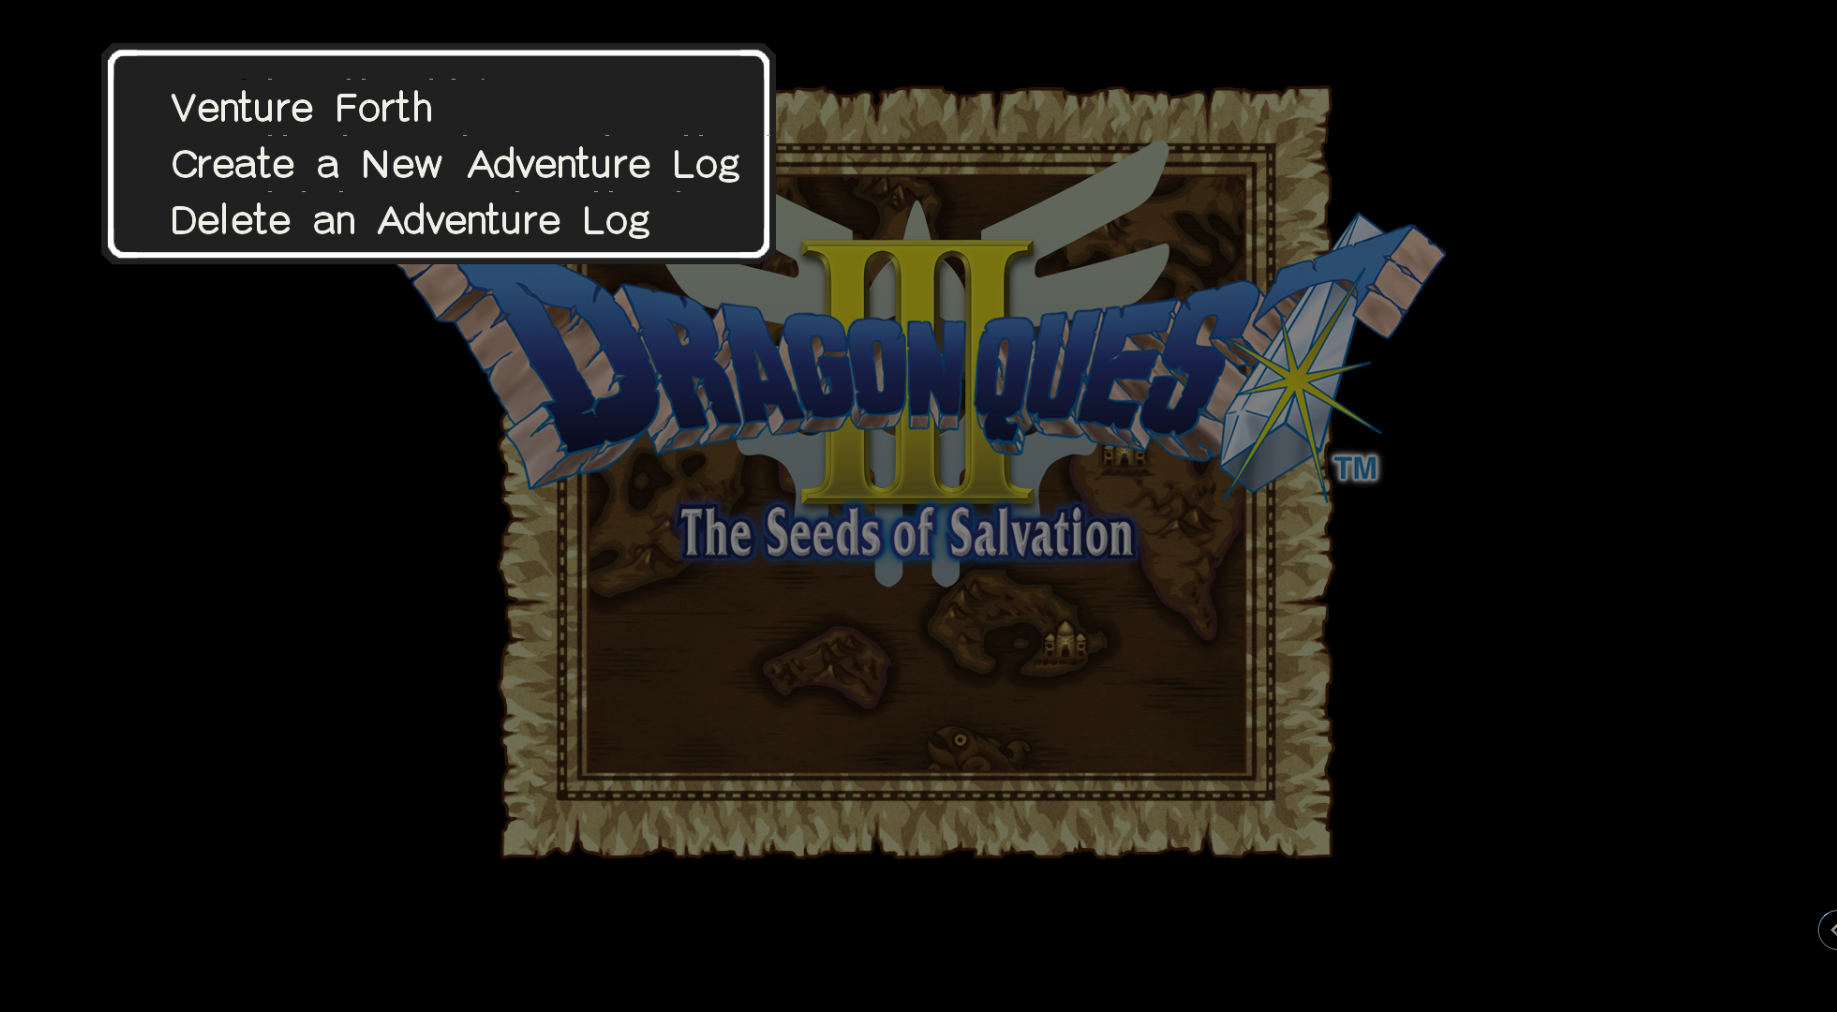 Venture Forth
Create a New Adventure Log
Delete an Adventure Log
III
DRAGON QUEST
TM
The Seeds of Salvation